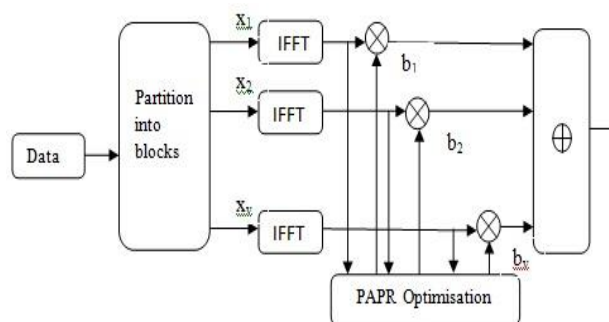 x1
IFFT
b1
x2
IFFT
b2
Partition
into
blocks
Data
xv
IFFT
bv
PAPR Optimisation